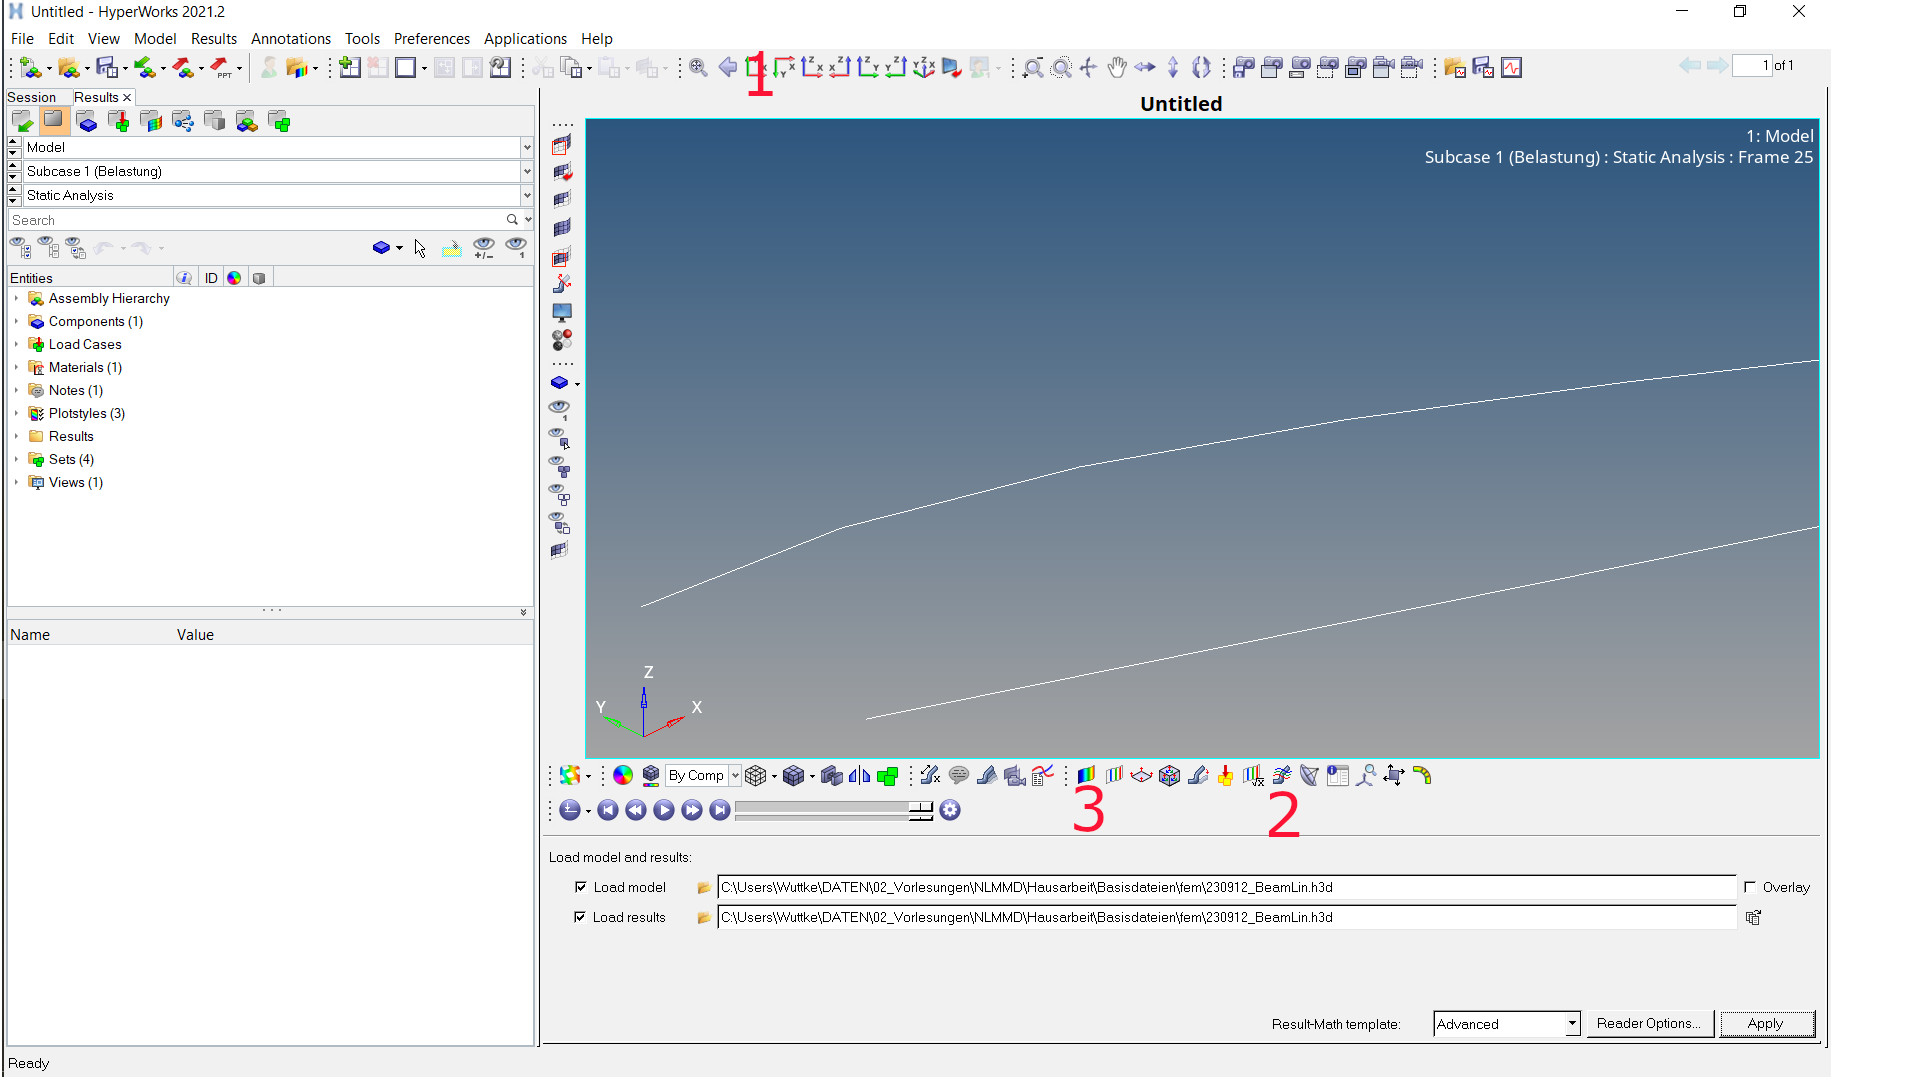 Untitled - HyperWorks 2021.2
File Edit View Model Results Annotations Tools Preferences Applications Help
PPT
1
1 of 1
Session Results
Untitled
Model
Subcase 1 (Belastung)
Static Analysis
Search
1: Model
Subcase 1 (Belastung) : Static Analysis : Frame 25
+/-
1
Entities ID
Assembly Hierarchy
Components (1)
Load Cases
Materials (1)
Notes (1)
Plotstyles (3)
Results
Sets (4)
Views (1)
1
Name Value
Z
Y
X
By Comp
3
2
Load model and results:
Load model C:\Users\Wuttke\DATEN\02_Vorlesungen\NLMMD\Hausarbeit\Basisdateien\fem\230912_BeamLin.h3d Overlay
Load results C:\Users\Wuttke\DATEN\02_Vorlesungen\NLMMD\Hausarbeit\Basisdateien\fem\230912_BeamLin.h3d
Result-Math template: Advanced Reader Options... Apply
Ready